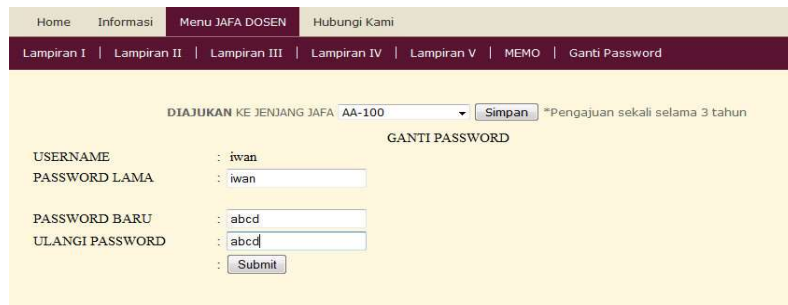 Home Informasi Menu JAFA DOSEN Hubungi Kami
Lampiran I | Lampiran II | Lampiran III | Lampiran IV | Lampiran V | MEMO | Ganti Password
DIAJUKAN KE JENJANG JAFA AA-100 Simpan *Pengajuan sekali selama 3 tahun
GANTI PASSWORD
USERNAME : iwan
PASSWORD LAMA : iwan
PASSWORD BARU : abcd
ULANGI PASSWORD : abcd
: Submit